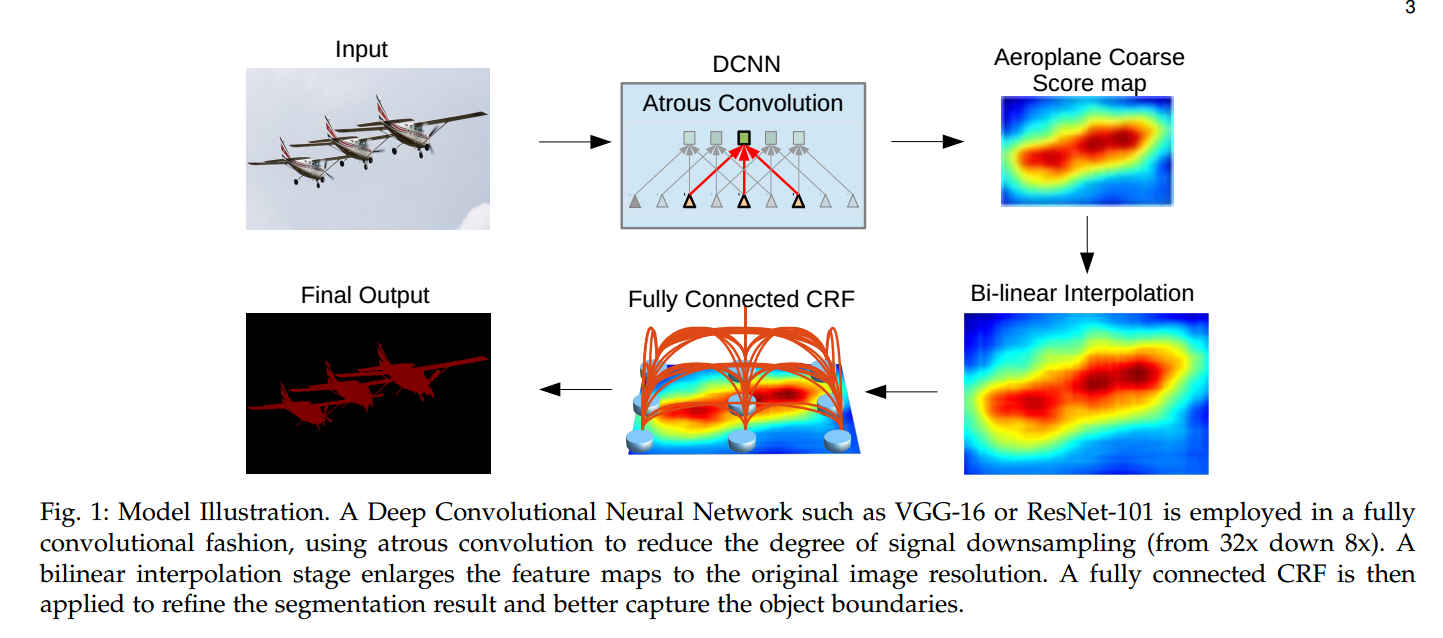 3
Input
DCNN
Atrous Convolution
Aeroplane Coarse
Score map
Bi-linear Interpolation
Fully Connected CRF
Final Output
Fig. 1: Model Illustration. A Deep Convolutional Neural Network such as VGG-16 or ResNet-101 is employed in a fully
convolutional fashion, using atrous convolution to reduce the degree of signal downsampling (from 32x down 8x). A
bilinear interpolation stage enlarges the feature maps to the original image resolution. A fully connected CRF is then
applied to refine the segmentation result and better capture the object boundaries.